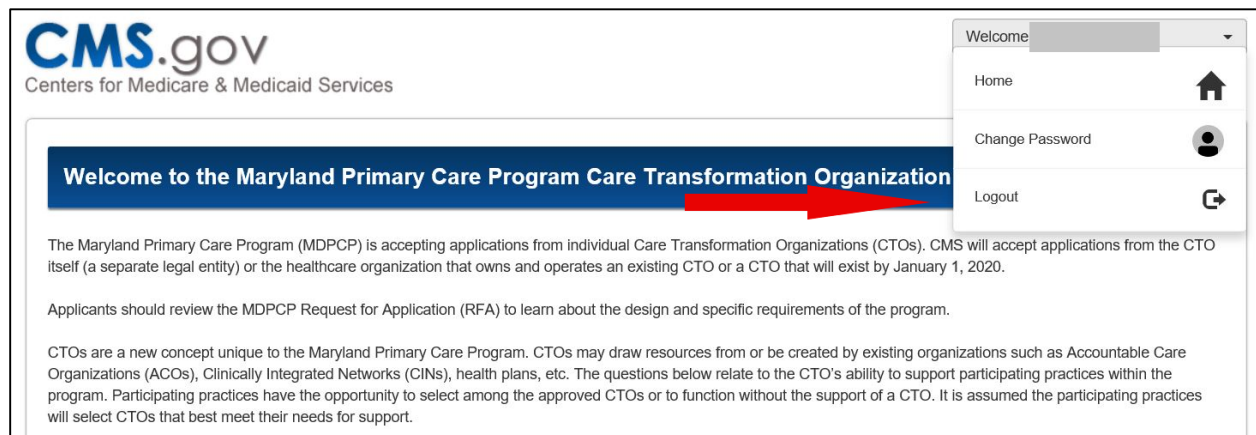 CMS.gov
Centers for Medicare & Medicaid Services
Welcome
Home
Change Password
Logout
Welcome to the Maryland Primary Care Program Care Transformation Organization
The Maryland Primary Care Program (MDPCP) is accepting applications from individual Care Transformation Organizations (CTOs). CMS will accept applications from the CTO
itself (a separate legal entity) or the healthcare organization that owns and operates an existing CTO or a CTO that will exist by January 1, 2020.
Applicants should review the MDPCP Request for Application (RFA) to learn about the design and specific requirements of the program.
CTOs are a new concept unique to the Maryland Primary Care Program. CTOs may draw resources from or be created by existing organizations such as Accountable Care
Organizations (ACOs), Clinically Integrated Networks (CINs), health plans, etc. The questions below relate to the CTO's ability to support participating practices within the
program. Participating practices have the opportunity to select among the approved CTOs or to function without the support of a CTO. It is assumed the participating practices
will select CTOs that best meet their needs for support.